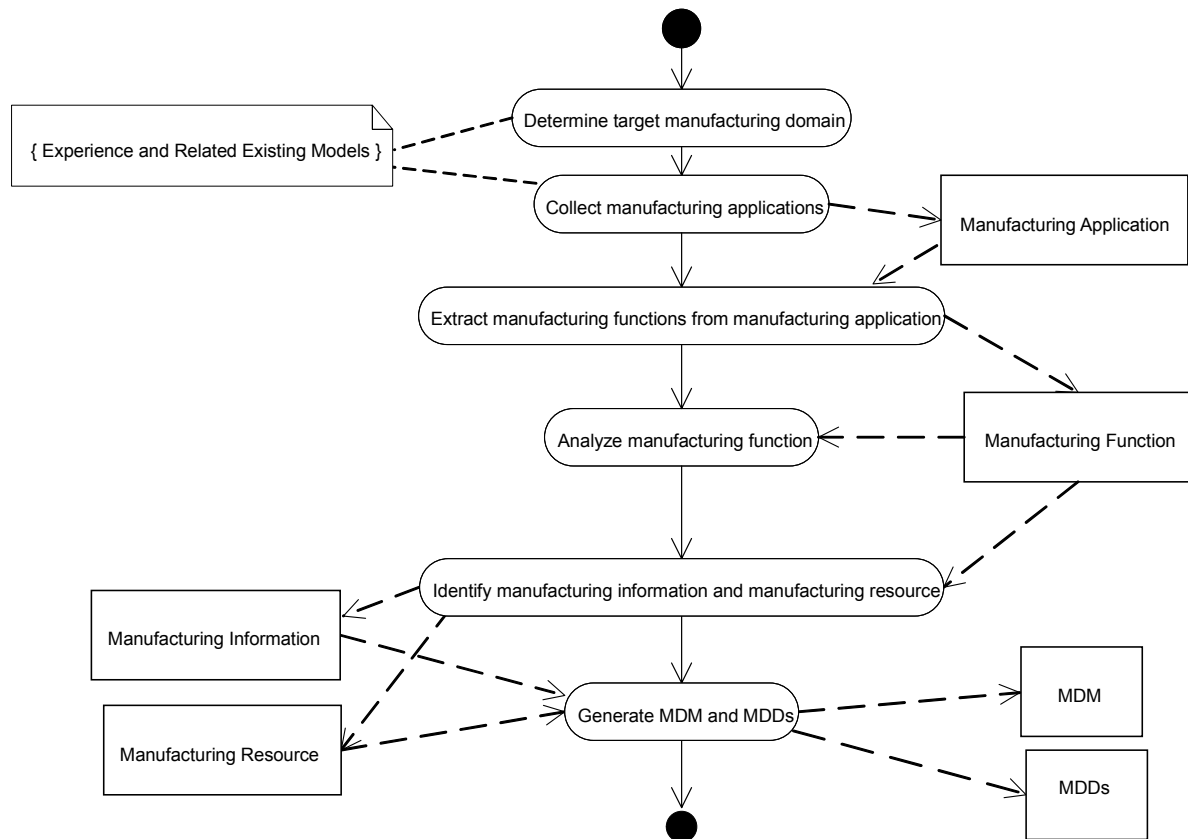 Determine target manufacturing domain
{ Experience and Related Existing Models }
Collect manufacturing applications
Manufacturing Application
Extract manufacturing functions from manufacturing application
Analyze manufacturing function
Manufacturing Function
Identify manufacturing information and manufacturing resource
Manufacturing Information
MDM
Generate MDM and MDDs
Manufacturing Resource
MDDs